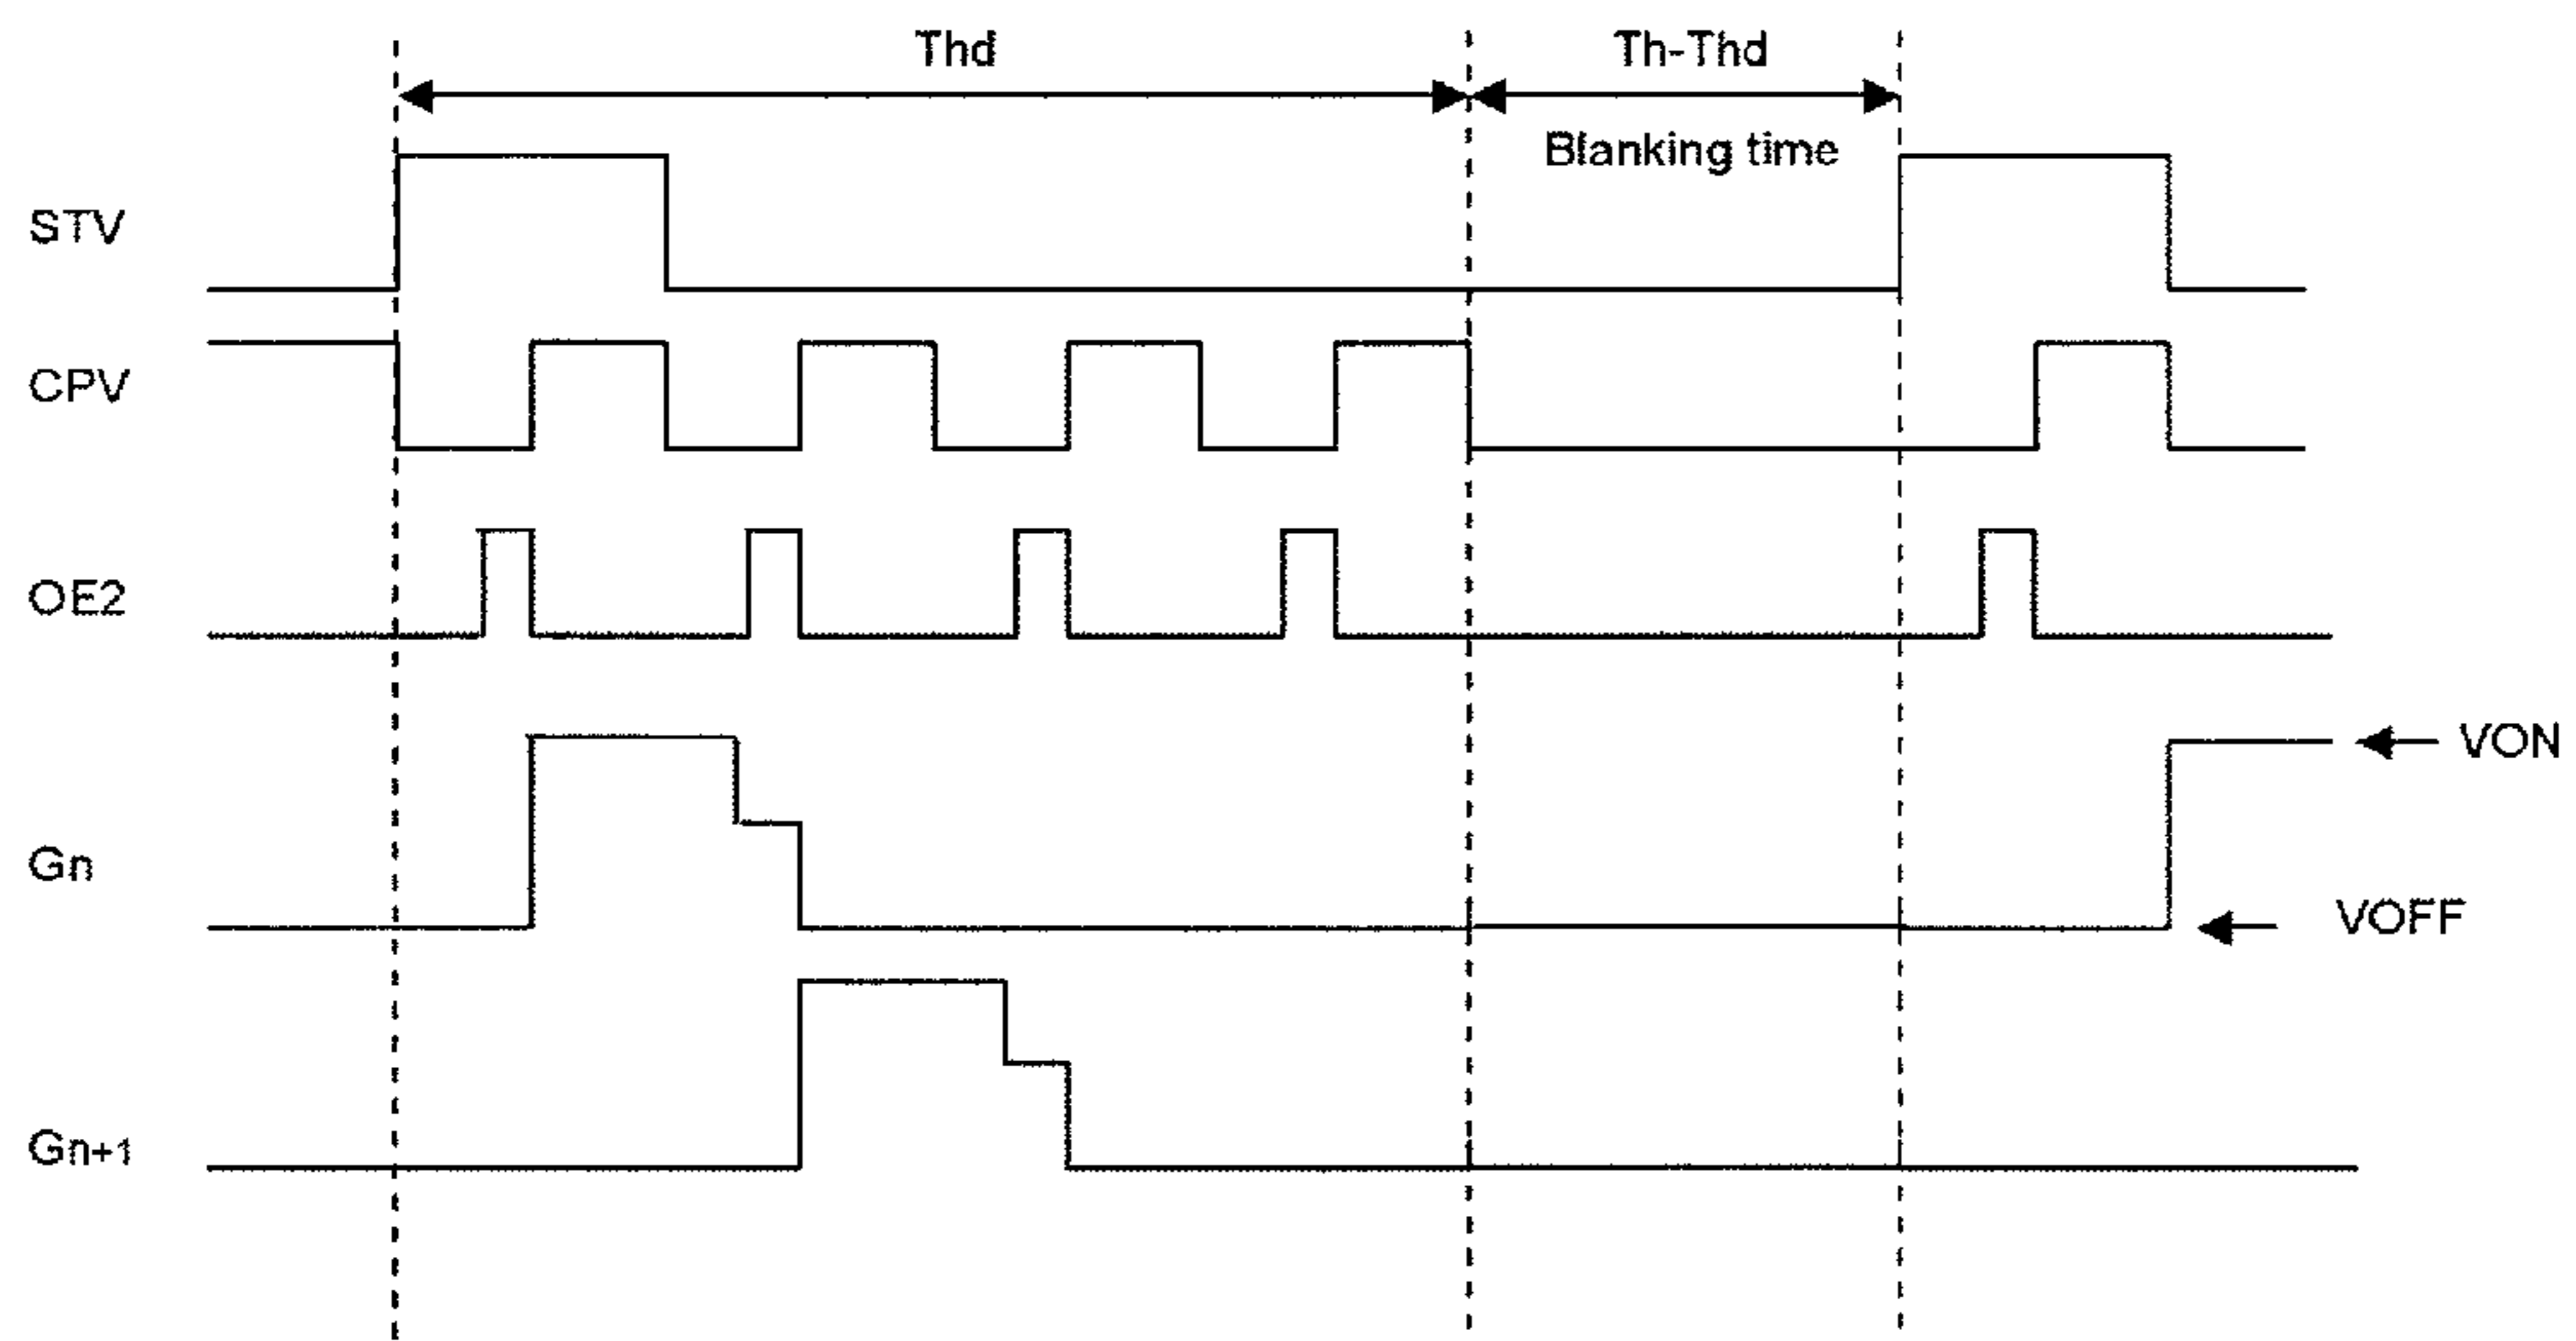 Thd
Th-Thd
Blanking time
STV
CPV
OE2
VON
Gn
VOFF
Gn+1